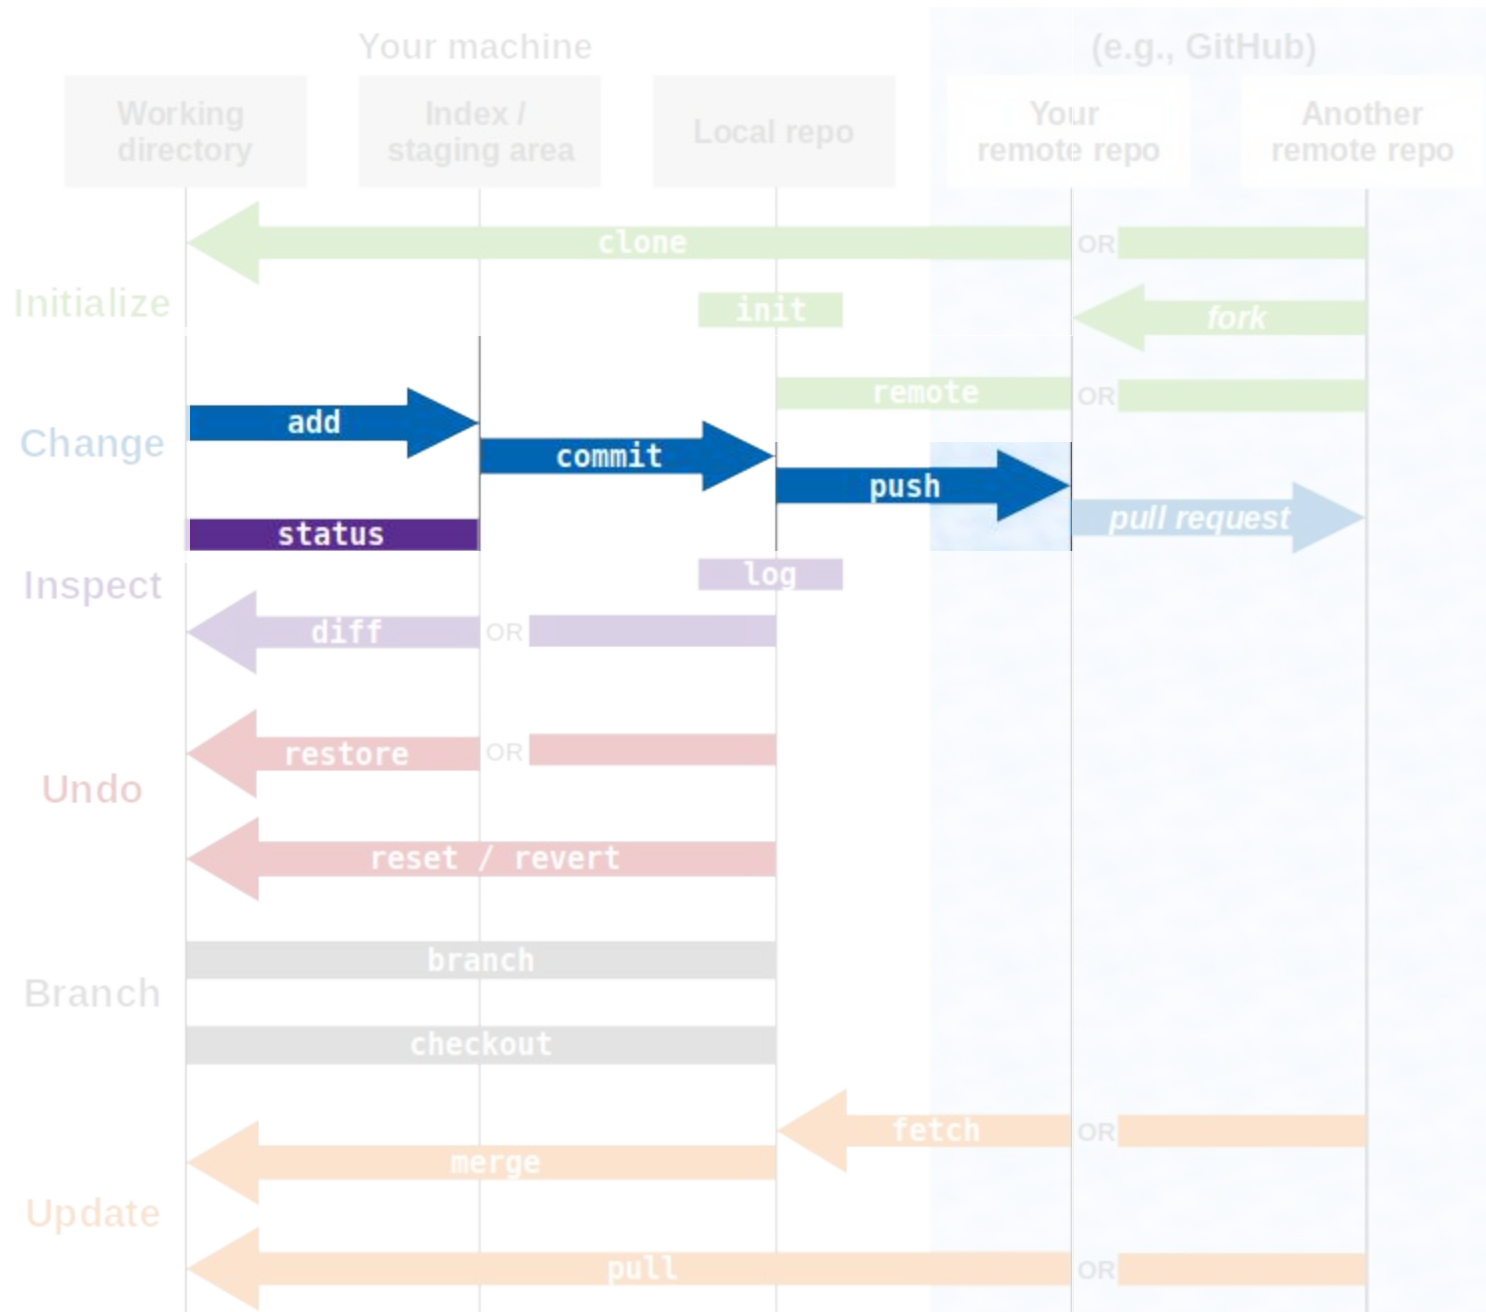 Your machine
(e.g., GitHub)
Working
directory
Index /
staging area
Local repo
Your
remote repo
Another
remote repo
clone
OR
Initialize
init
fork
remote
OR
Change
add
commit
push
pull request
status
Inspect
log
diff
OR
restore
OR
Undo
reset / revert
branch
Branch
checkout
fetch
OR
merge
Update
pull
OR